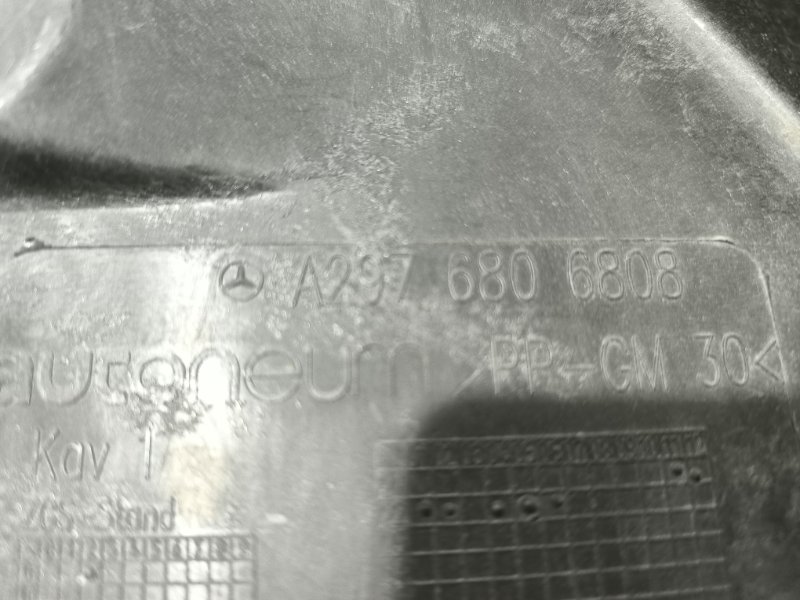 A297 680 6808
autoneum >PP-GM 30<
Kav 1
ZGS-Stand